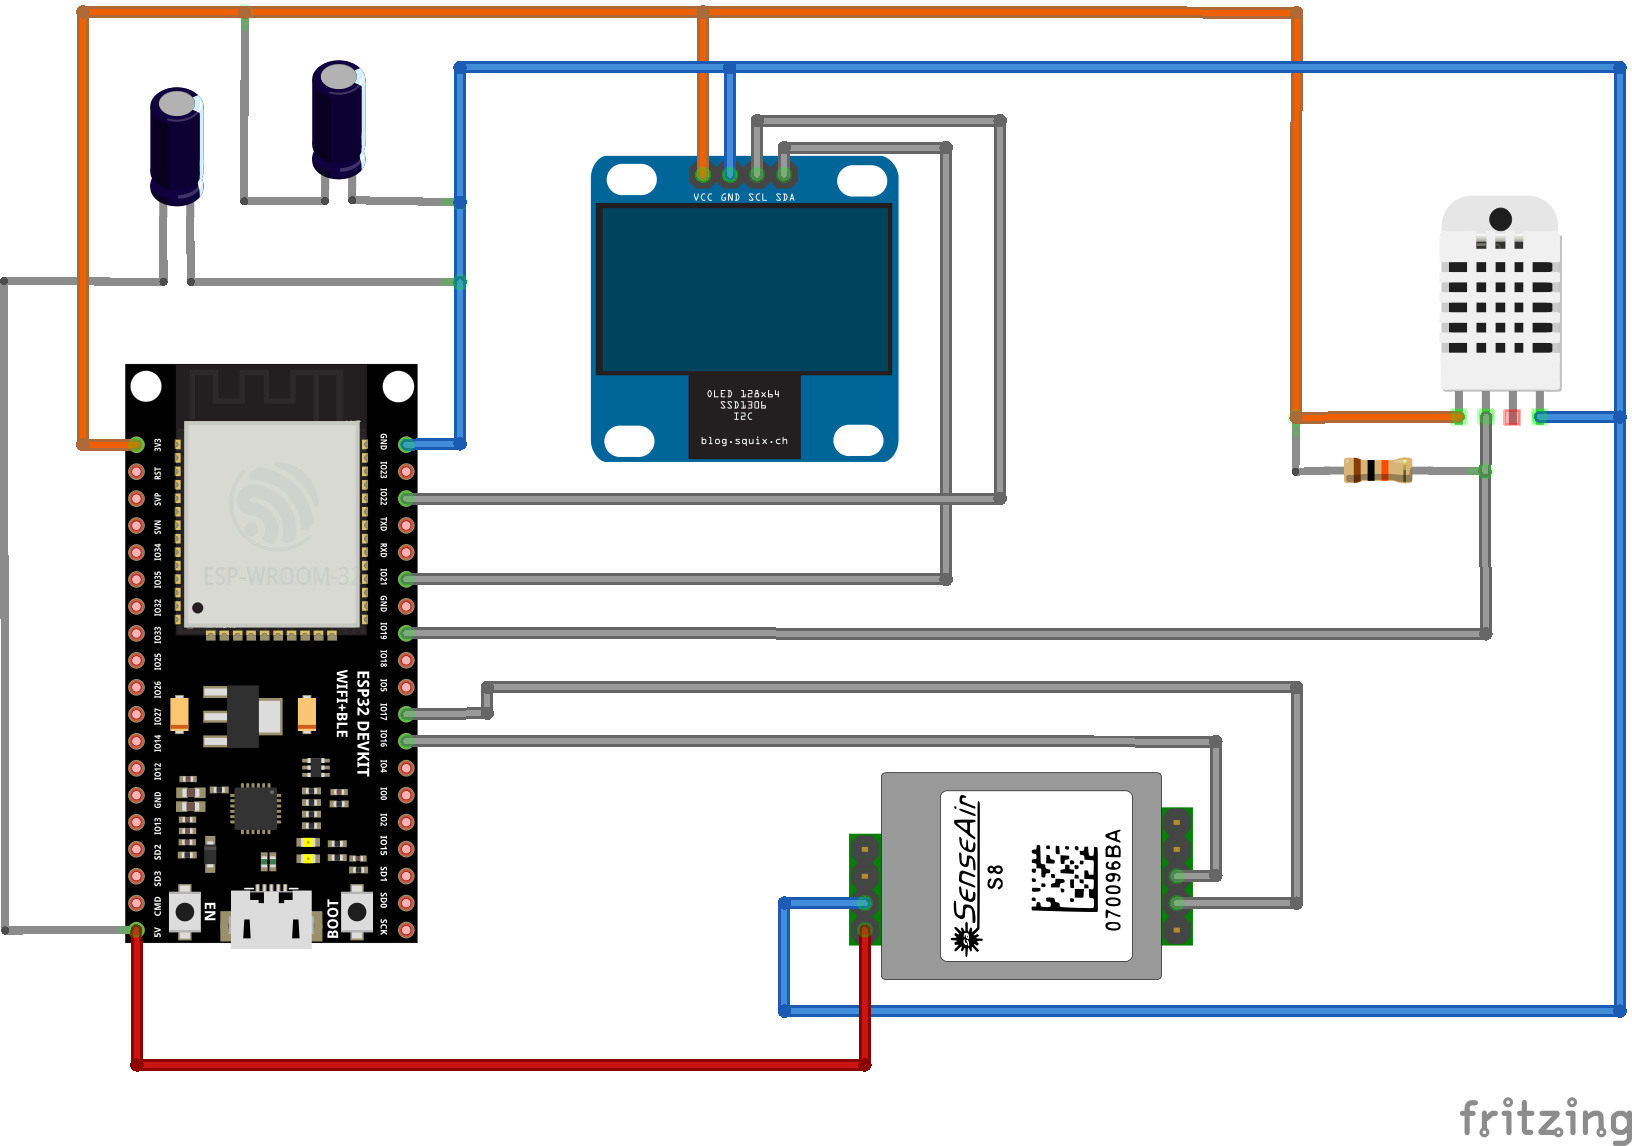 VCC GND SCL SDA
OLED 128x64
SSD1306
I2C
blog.squix.ch
3V3
RST
SVP
SVN
IO34
IO35
IO32
IO33
IO25
IO26
IO27
IO14
IO12
GND
IO13
SD2
SD3
CMD
5V
GND
IO23
IO22
TXD
RXD
IO21
GND
IO19
IO18
IO5
IO17
IO16
IO4
IO0
IO2
IO15
SD1
SD0
SCK
ESP-WROOM-32
ESP32 DEVKIT
WIFI+BLE
EN
BOOT
SenseAir
S8
070096BA
fritzing